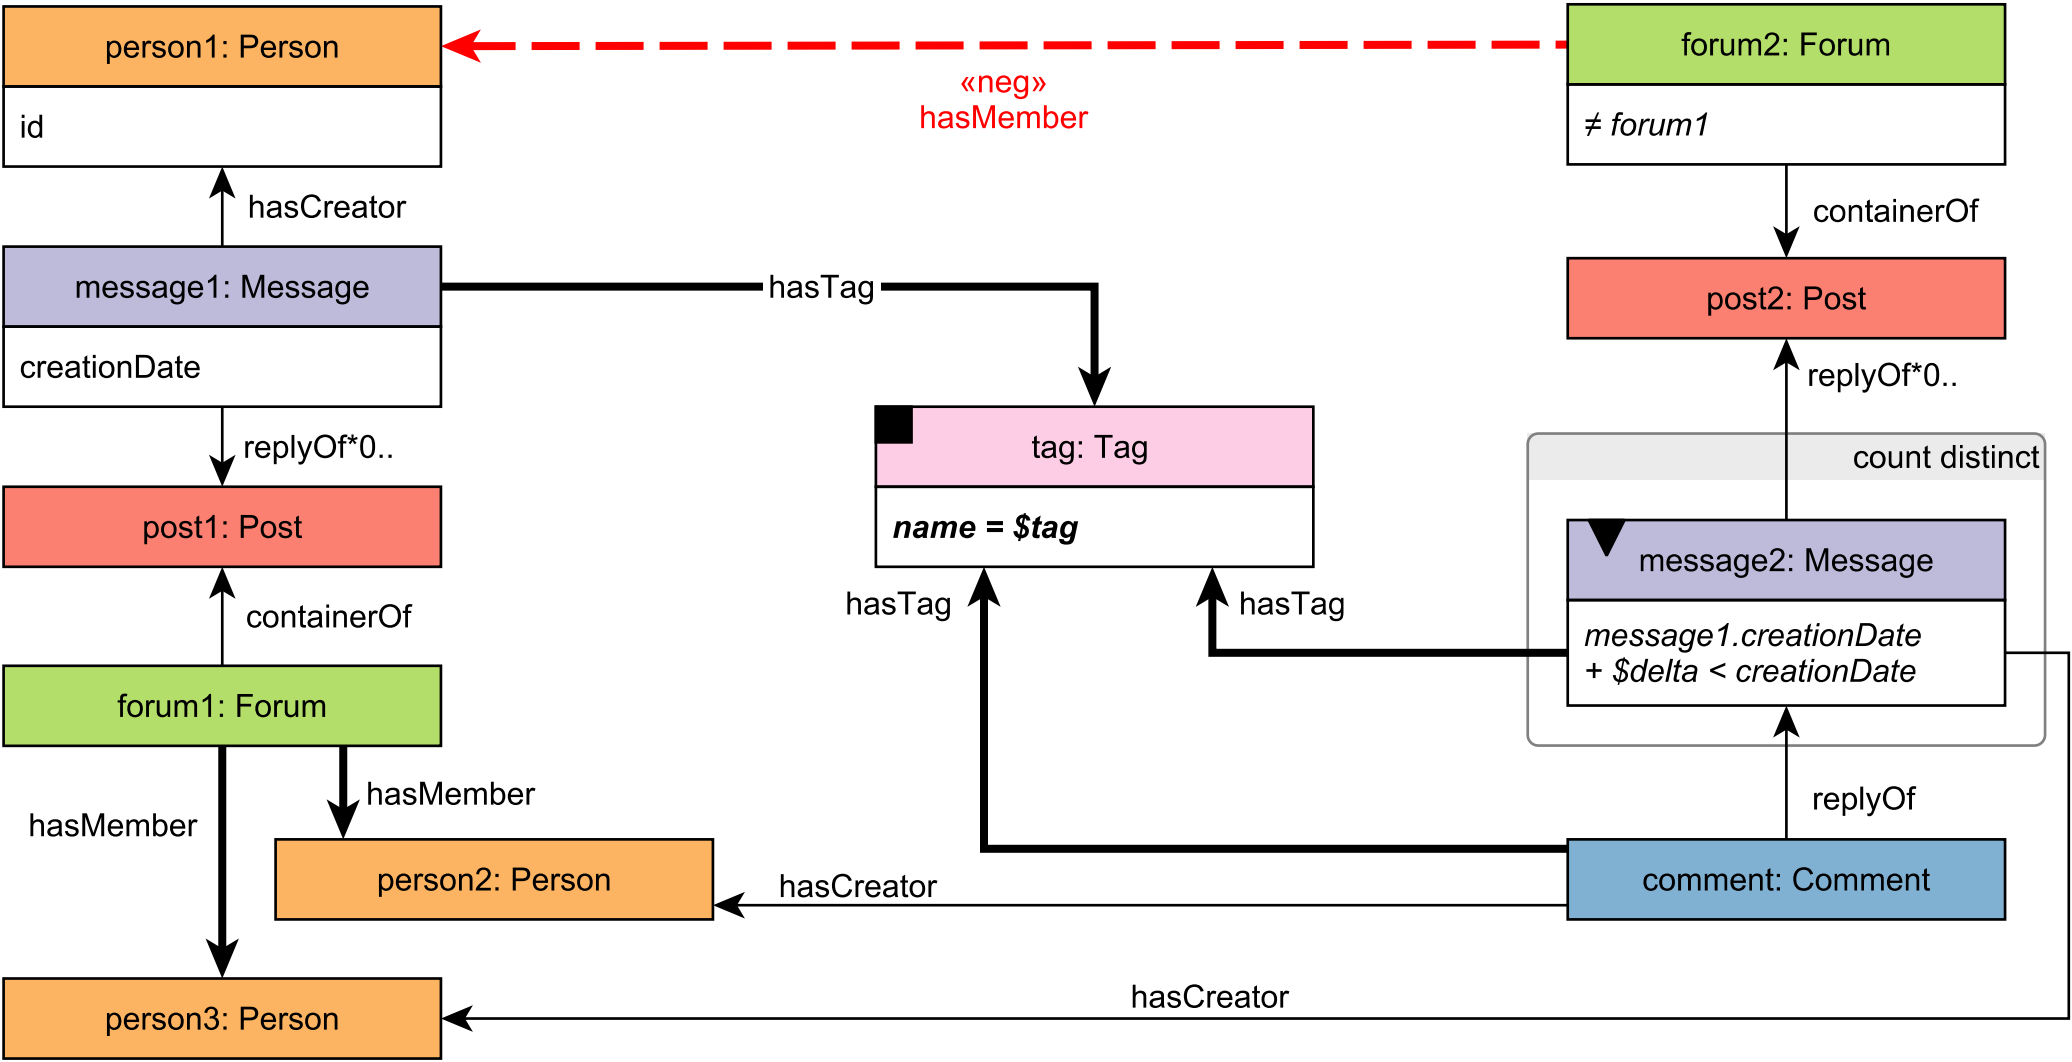 person1: Person
id
«neg»
hasMember
forum2: Forum
≠ forum1
hasCreator
containerOf
message1: Message
creationDate
hasTag
post2: Post
replyOf*0..
replyOf*0..
tag: Tag
name = $tag
count distinct
post1: Post
message2: Message
message1.creationDate
+ $delta < creationDate
hasTag
hasTag
containerOf
forum1: Forum
hasMember
hasMember
replyOf
person2: Person
hasCreator
comment: Comment
person3: Person
hasCreator